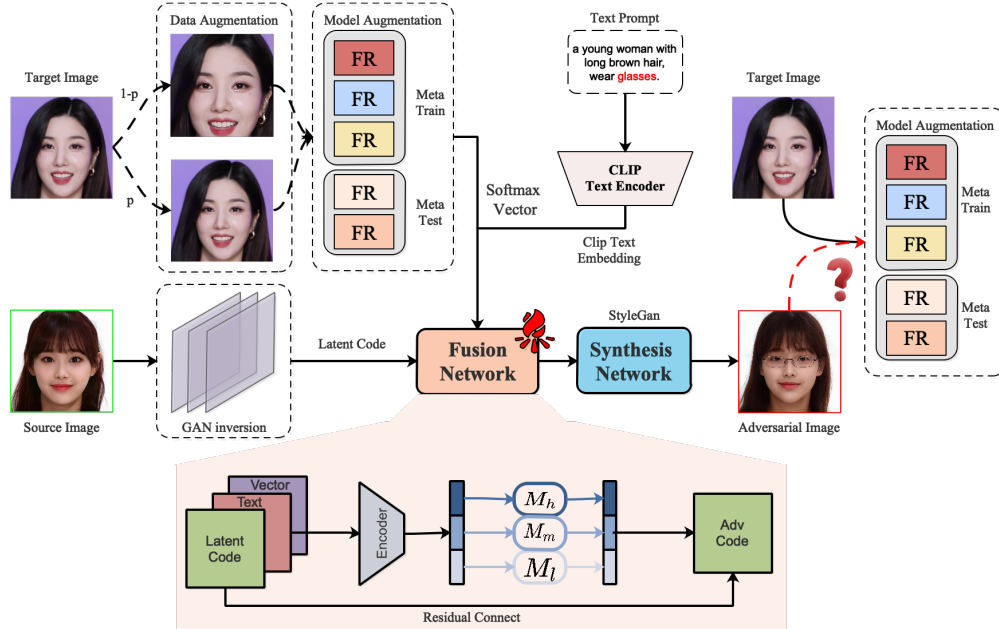 Data Augmentation
Model Augmentation
Text Prompt
a young woman with
long brown hair,
wear glasses.
Target Image
Target Image
1-p
p
FR
FR
FR
Meta
Train
FR
FR
Meta
Test
Softmax
Vector
CLIP
Text Encoder
Clip Text
Embedding
Model Augmentation
FR
FR
FR
Meta
Train
FR
FR
Meta
Test
?
Source Image
GAN inversion
Latent Code
Fusion
Network
StyleGan
Synthesis
Network
Adversarial Image
Vector
Text
Latent
Code
Encoder
M_h
M_m
M_l
Adv
Code
Residual Connect